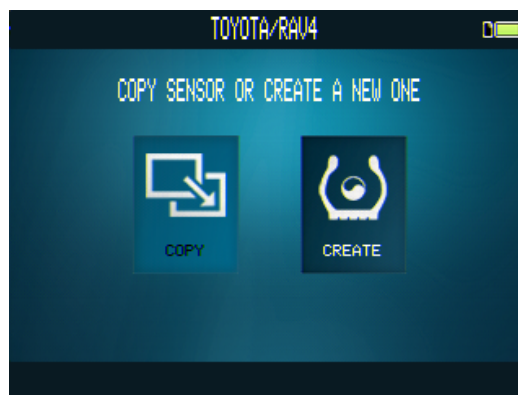 TOYOTA/RAV4
COPY SENSOR OR CREATE A NEW ONE
COPY
CREATE